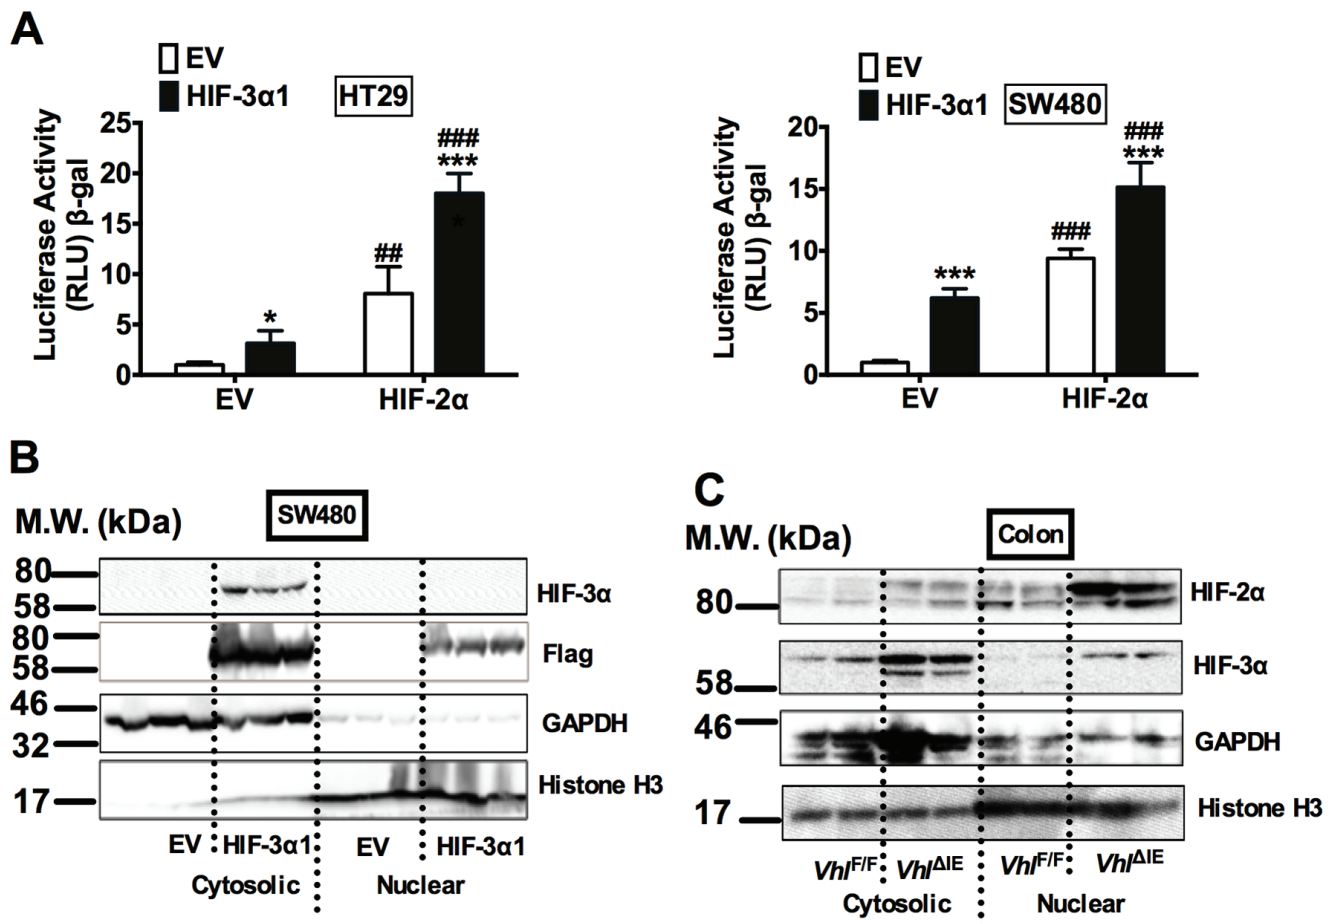 A
EV
HIF-3α1
HT29
Luciferase Activity
(RLU) β-gal
25
20
15
10
5
0
*
##
###
***
*
EV
HIF-2α
EV
HIF-3α1
SW480
Luciferase Activity
(RLU) β-gal
20
15
10
5
0
***
###
###
***
EV
HIF-2α
B
SW480
M.W. (kDa)
80
58
HIF-3α
80
58
Flag
46
32
GAPDH
17
Histone H3
EV HIF-3α1 EV HIF-3α1
Cytosolic Nuclear
C
Colon
M.W. (kDa)
80
HIF-2α
58
HIF-3α
46
GAPDH
17
Histone H3
VhlF/F VhlΔIE VhlF/F VhlΔIE
Cytosolic Nuclear